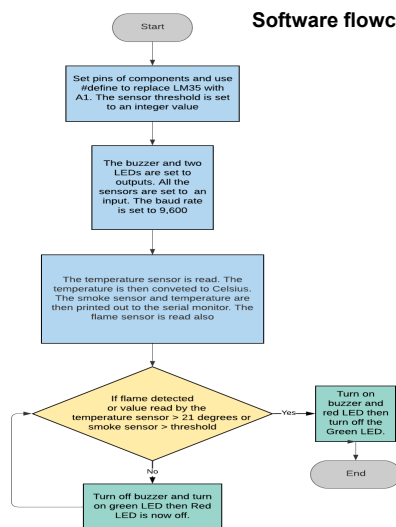 Software flowc
Start
Set pins of components and use
#define to replace LM35 with
A1. The sensor threshold is set
to an integer value
The buzzer and two
LEDs are set to
outputs. All the
sensors are set to an
input. The baud rate
is set to 9,600
The temperature sensor is read. The
temperature is then conveted to Celsius.
The smoke sensor and temperature are
then printed out to the serial monitor. The
flame sensor is read also
If flame detected
or value read by the
temperature sensor > 21 degrees or
smoke sensor > threshold
Yes
Turn on
buzzer and
red LED then
turn off the
Green LED.
End
No
Turn off buzzer and turn
on green LED then Red
LED is now off.